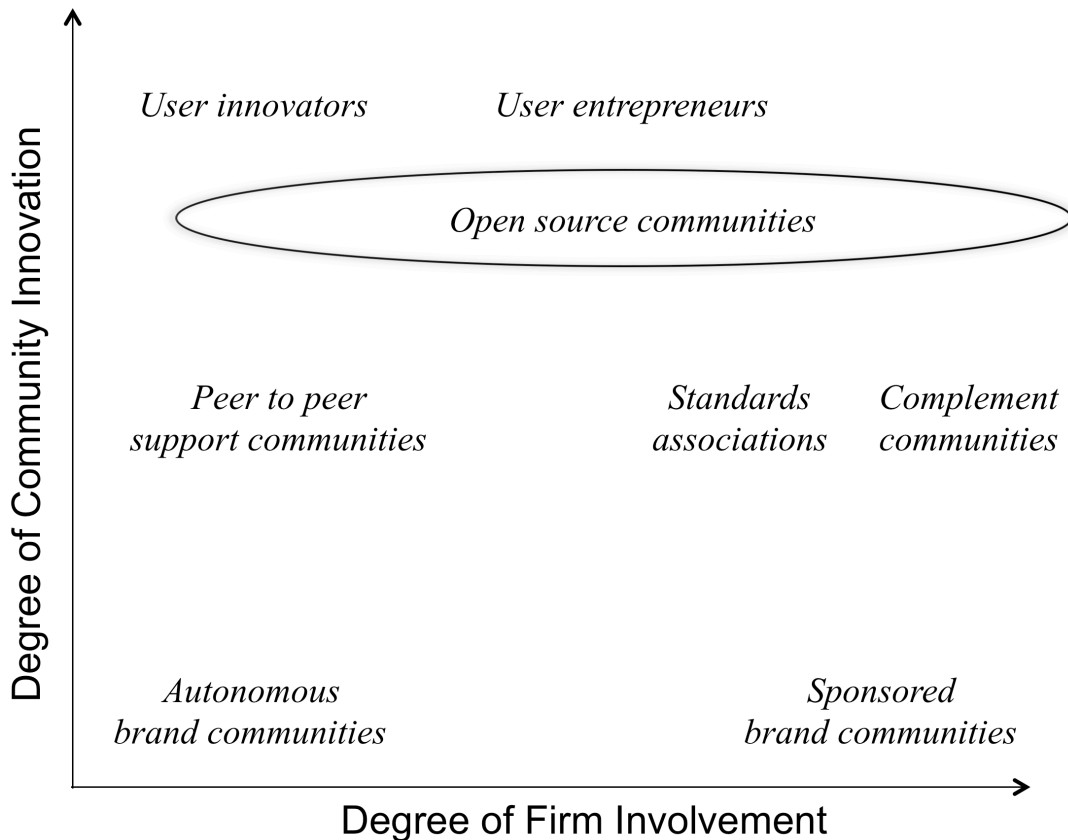 Degree of Community Innovation
User innovators
User entrepreneurs
Open source communities
Peer to peer
support communities
Standards
associations
Complement
communities
Autonomous
brand communities
Sponsored
brand communities
Degree of Firm Involvement